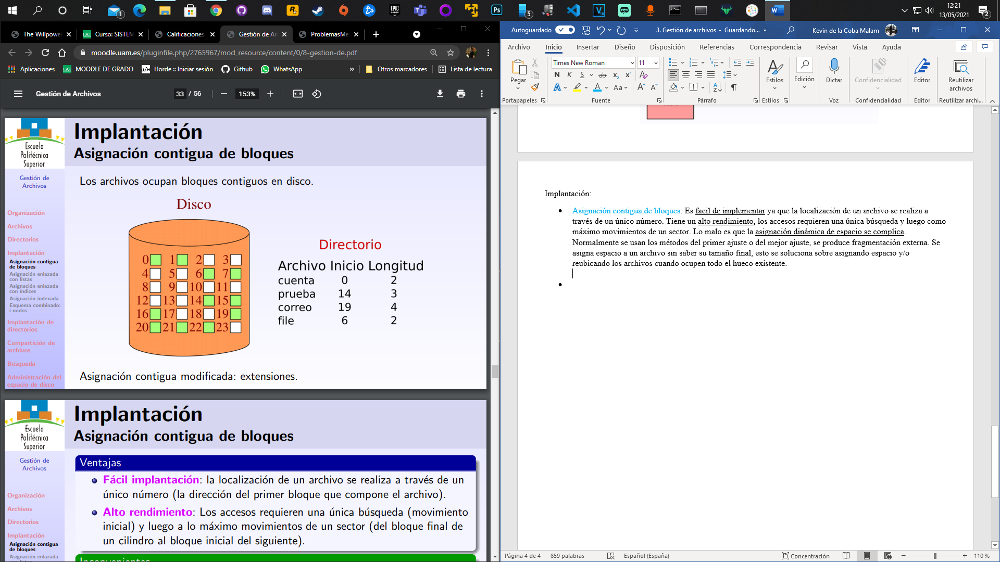 12:21
13/05/2021
The Willpowe
Curso: SISTEM
Calificaciones
Gestión de Ar
ProblemasMe
moodle.uam.es/pluginfile.php/2765967/mod_resource/content/0/8-gestion-de.pdf
Aplicaciones
MOODLE DE GRADO
Horde :: Iniciar sesión
Github
WhatsApp
»
Otros marcadores
Lista de lectura
Gestión de Archivos
33 / 56
153%
Escuela
Politécnica
Superior
Gestión de
Archivos
Organización
Archivos
Directorios
Implantación
Asignación contigua
de bloques
Asignación enlazada
con listas
Asignación enlazada
con índices
Asignación indexada
Esquema combinado:
i-nodos
Implantación de
directorios
Compartición de
archivos
Búsqueda
Administración del
espacio de disco
Implantación
Asignación contigua de bloques
Los archivos ocupan bloques contiguos en disco.
Disco
0 1 2 3
4 5 6 7
8 9 10 11
12 13 14 15
16 17 18 19
20 21 22 23
Directorio
Archivo Inicio Longitud
cuenta 0 2
prueba 14 3
correo 19 4
file 6 2
Asignación contigua modificada: extensiones.
Escuela
Politécnica
Superior
Gestión de
Archivos
Organización
Archivos
Directorios
Implantación
Asignación contigua
de bloques
Asignación enlazada
Implantación
Asignación contigua de bloques
Ventajas
Fácil implantación: la localización de un archivo se realiza a través de un
único número (la dirección del primer bloque que compone el archivo).
Alto rendimiento: Los accesos requieren una única búsqueda (movimiento
inicial) y luego a lo máximo movimientos de un sector (del bloque final de
un cilindro al bloque inicial del siguiente).
Inconvenientes
Autoguardado
3. Gestión de archivos - Guardando...
Kevin de la Coba Malam
Archivo Inicio Insertar Diseño Disposición Referencias Correspondencia Revisar Vista Ayuda
Pegar
Times New Roman
11
N K S ab x₂ x²
A A Aa A A
Estilos
Edición
Dictar
Confidencialidad
Editor
Reutilizar
archivos
Portapapeles
Fuente
Párrafo
Estilos
Voz
Confidencialidad
Editor
Reutilizar archi...
Implantación:
Asignación contigua de bloques: Es facil de implementar ya que la localización de un archivo se realiza a
través de un único número. Tiene un alto rendimiento, los accesos requieren una única búsqueda y luego como
máximo movimientos de un sector. Lo malo es que la asignación dinámica de espacio se complica.
Normalmente se usan los métodos del primer ajuste o del mejor ajuste, se produce fragmentación externa. Se
asigna espacio a un archivo sin saber su tamaño final, esto se soluciona sobre asignando espacio y/o
reubicando los archivos cuando ocupen todo el hueco existente.
Página 4 de 4
859 palabras
Español (España)
Concentración
110 %